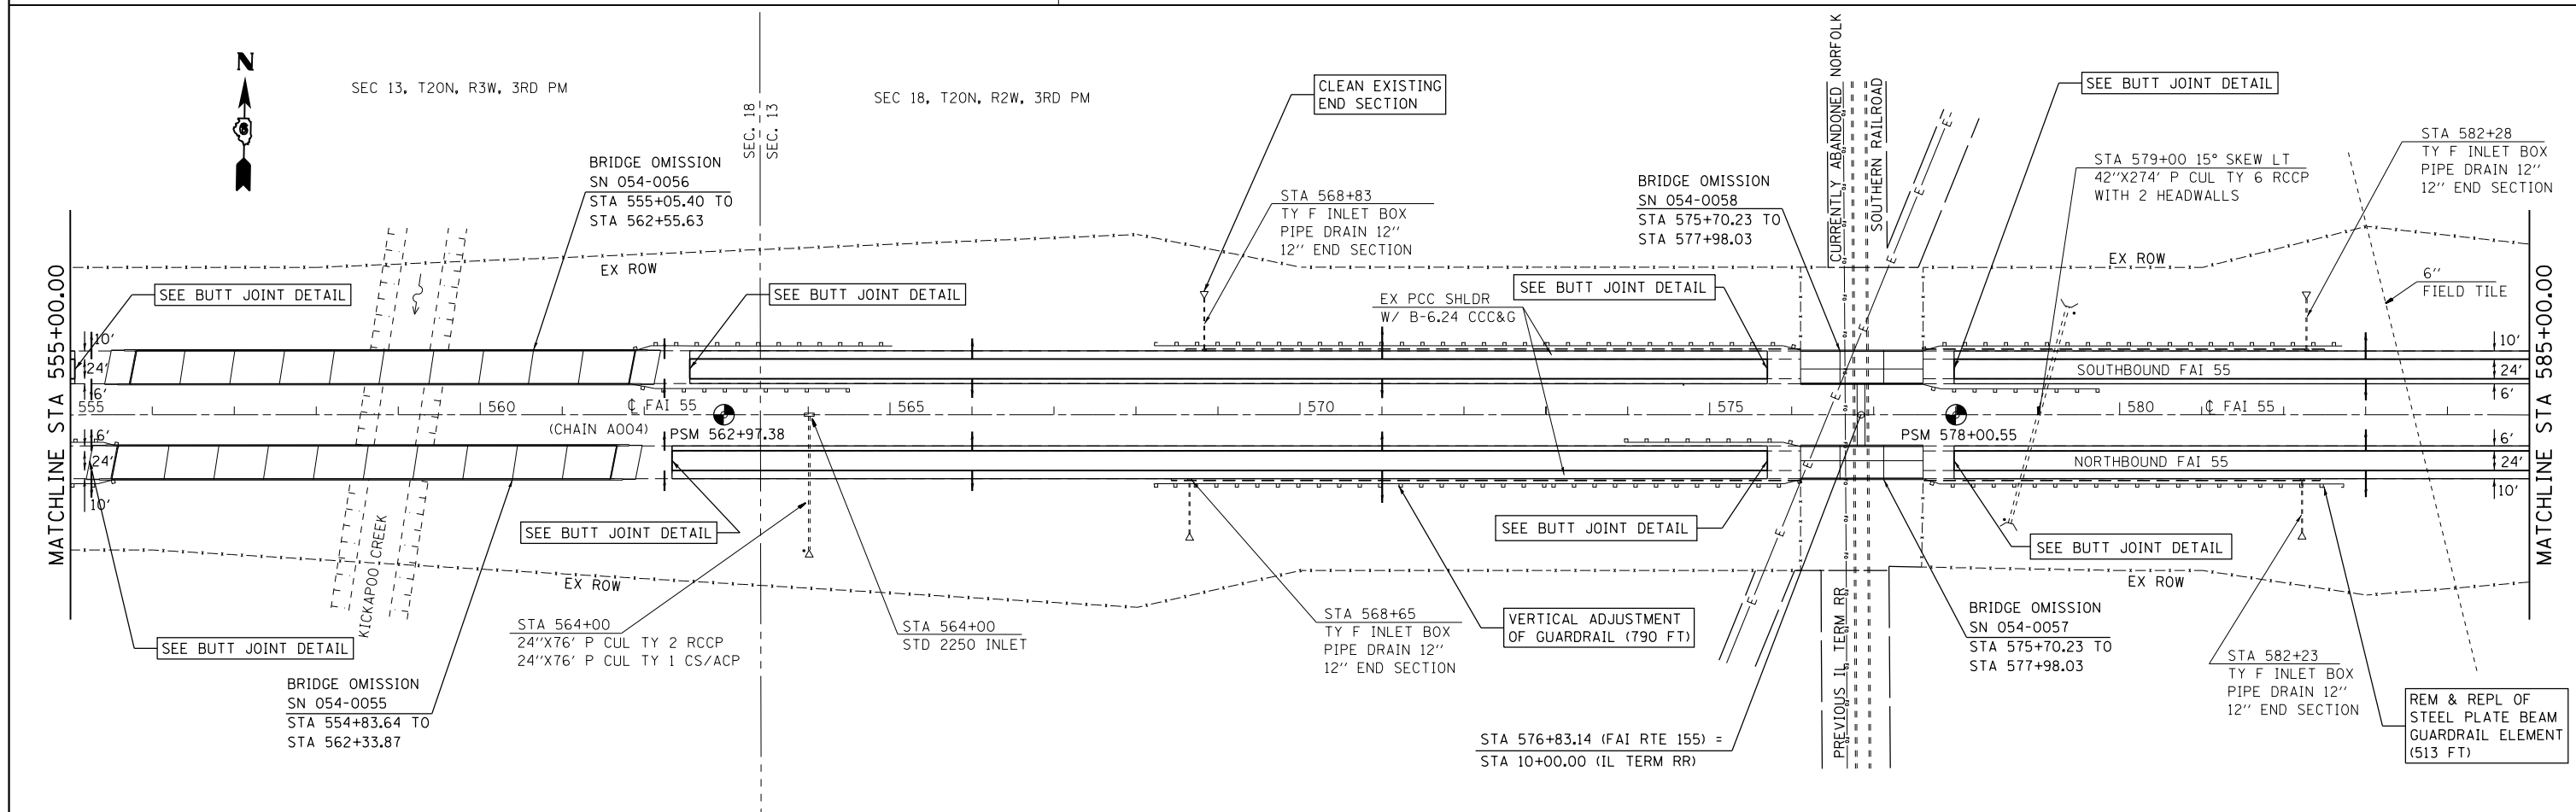 N
SEC 13, T20N, R3W, 3RD PM
SEC. 18
SEC. 13
SEC 18, T20N, R2W, 3RD PM
CLEAN EXISTING
END SECTION
CURRENTLY ABANDONED NORFOLK
SOUTHERN RAILROAD
SEE BUTT JOINT DETAIL
STA 582+28
TY F INLET BOX
PIPE DRAIN 12"
12" END SECTION
BRIDGE OMISSION
SN 054-0056
STA 555+05.40 TO
STA 562+55.63
STA 568+83
TY F INLET BOX
PIPE DRAIN 12"
12" END SECTION
BRIDGE OMISSION
SN 054-0058
STA 575+70.23 TO
STA 577+98.03
STA 579+00 15° SKEW LT
42"X274' P CUL TY 6 RCCP
WITH 2 HEADWALLS
EX ROW
EX ROW
6"
FIELD TILE
MATCHLINE STA 555+00.00
SEE BUTT JOINT DETAIL
SEE BUTT JOINT DETAIL
EX PCC SHLDR
W/ B-6.24 CCC&G
SEE BUTT JOINT DETAIL
MATCHLINE STA 585+00.00
10'
24'
6'
SOUTHBOUND FAI 55
10'
24'
6'
555
560
℄ FAI 55
565
570
575
580
℄ FAI 55
(CHAIN A004)
PSM 562+97.38
PSM 578+00.55
6'
24'
10'
NORTHBOUND FAI 55
6'
24'
10'
E
E
E
E
E
E
E
E
KICKAPOO CREEK
SEE BUTT JOINT DETAIL
SEE BUTT JOINT DETAIL
SEE BUTT JOINT DETAIL
EX ROW
EX ROW
SEE BUTT JOINT DETAIL
STA 564+00
24"X76' P CUL TY 2 RCCP
24"X76' P CUL TY 1 CS/ACP
STA 564+00
STD 2250 INLET
STA 568+65
TY F INLET BOX
PIPE DRAIN 12"
12" END SECTION
VERTICAL ADJUSTMENT
OF GUARDRAIL (790 FT)
PREVIOUS IL TERM RR
BRIDGE OMISSION
SN 054-0057
STA 575+70.23 TO
STA 577+98.03
STA 582+23
TY F INLET BOX
PIPE DRAIN 12"
12" END SECTION
BRIDGE OMISSION
SN 054-0055
STA 554+83.64 TO
STA 562+33.87
STA 576+83.14 (FAI RTE 155) =
STA 10+00.00 (IL TERM RR)
REM & REPL OF
STEEL PLATE BEAM
GUARDRAIL ELEMENT
(513 FT)